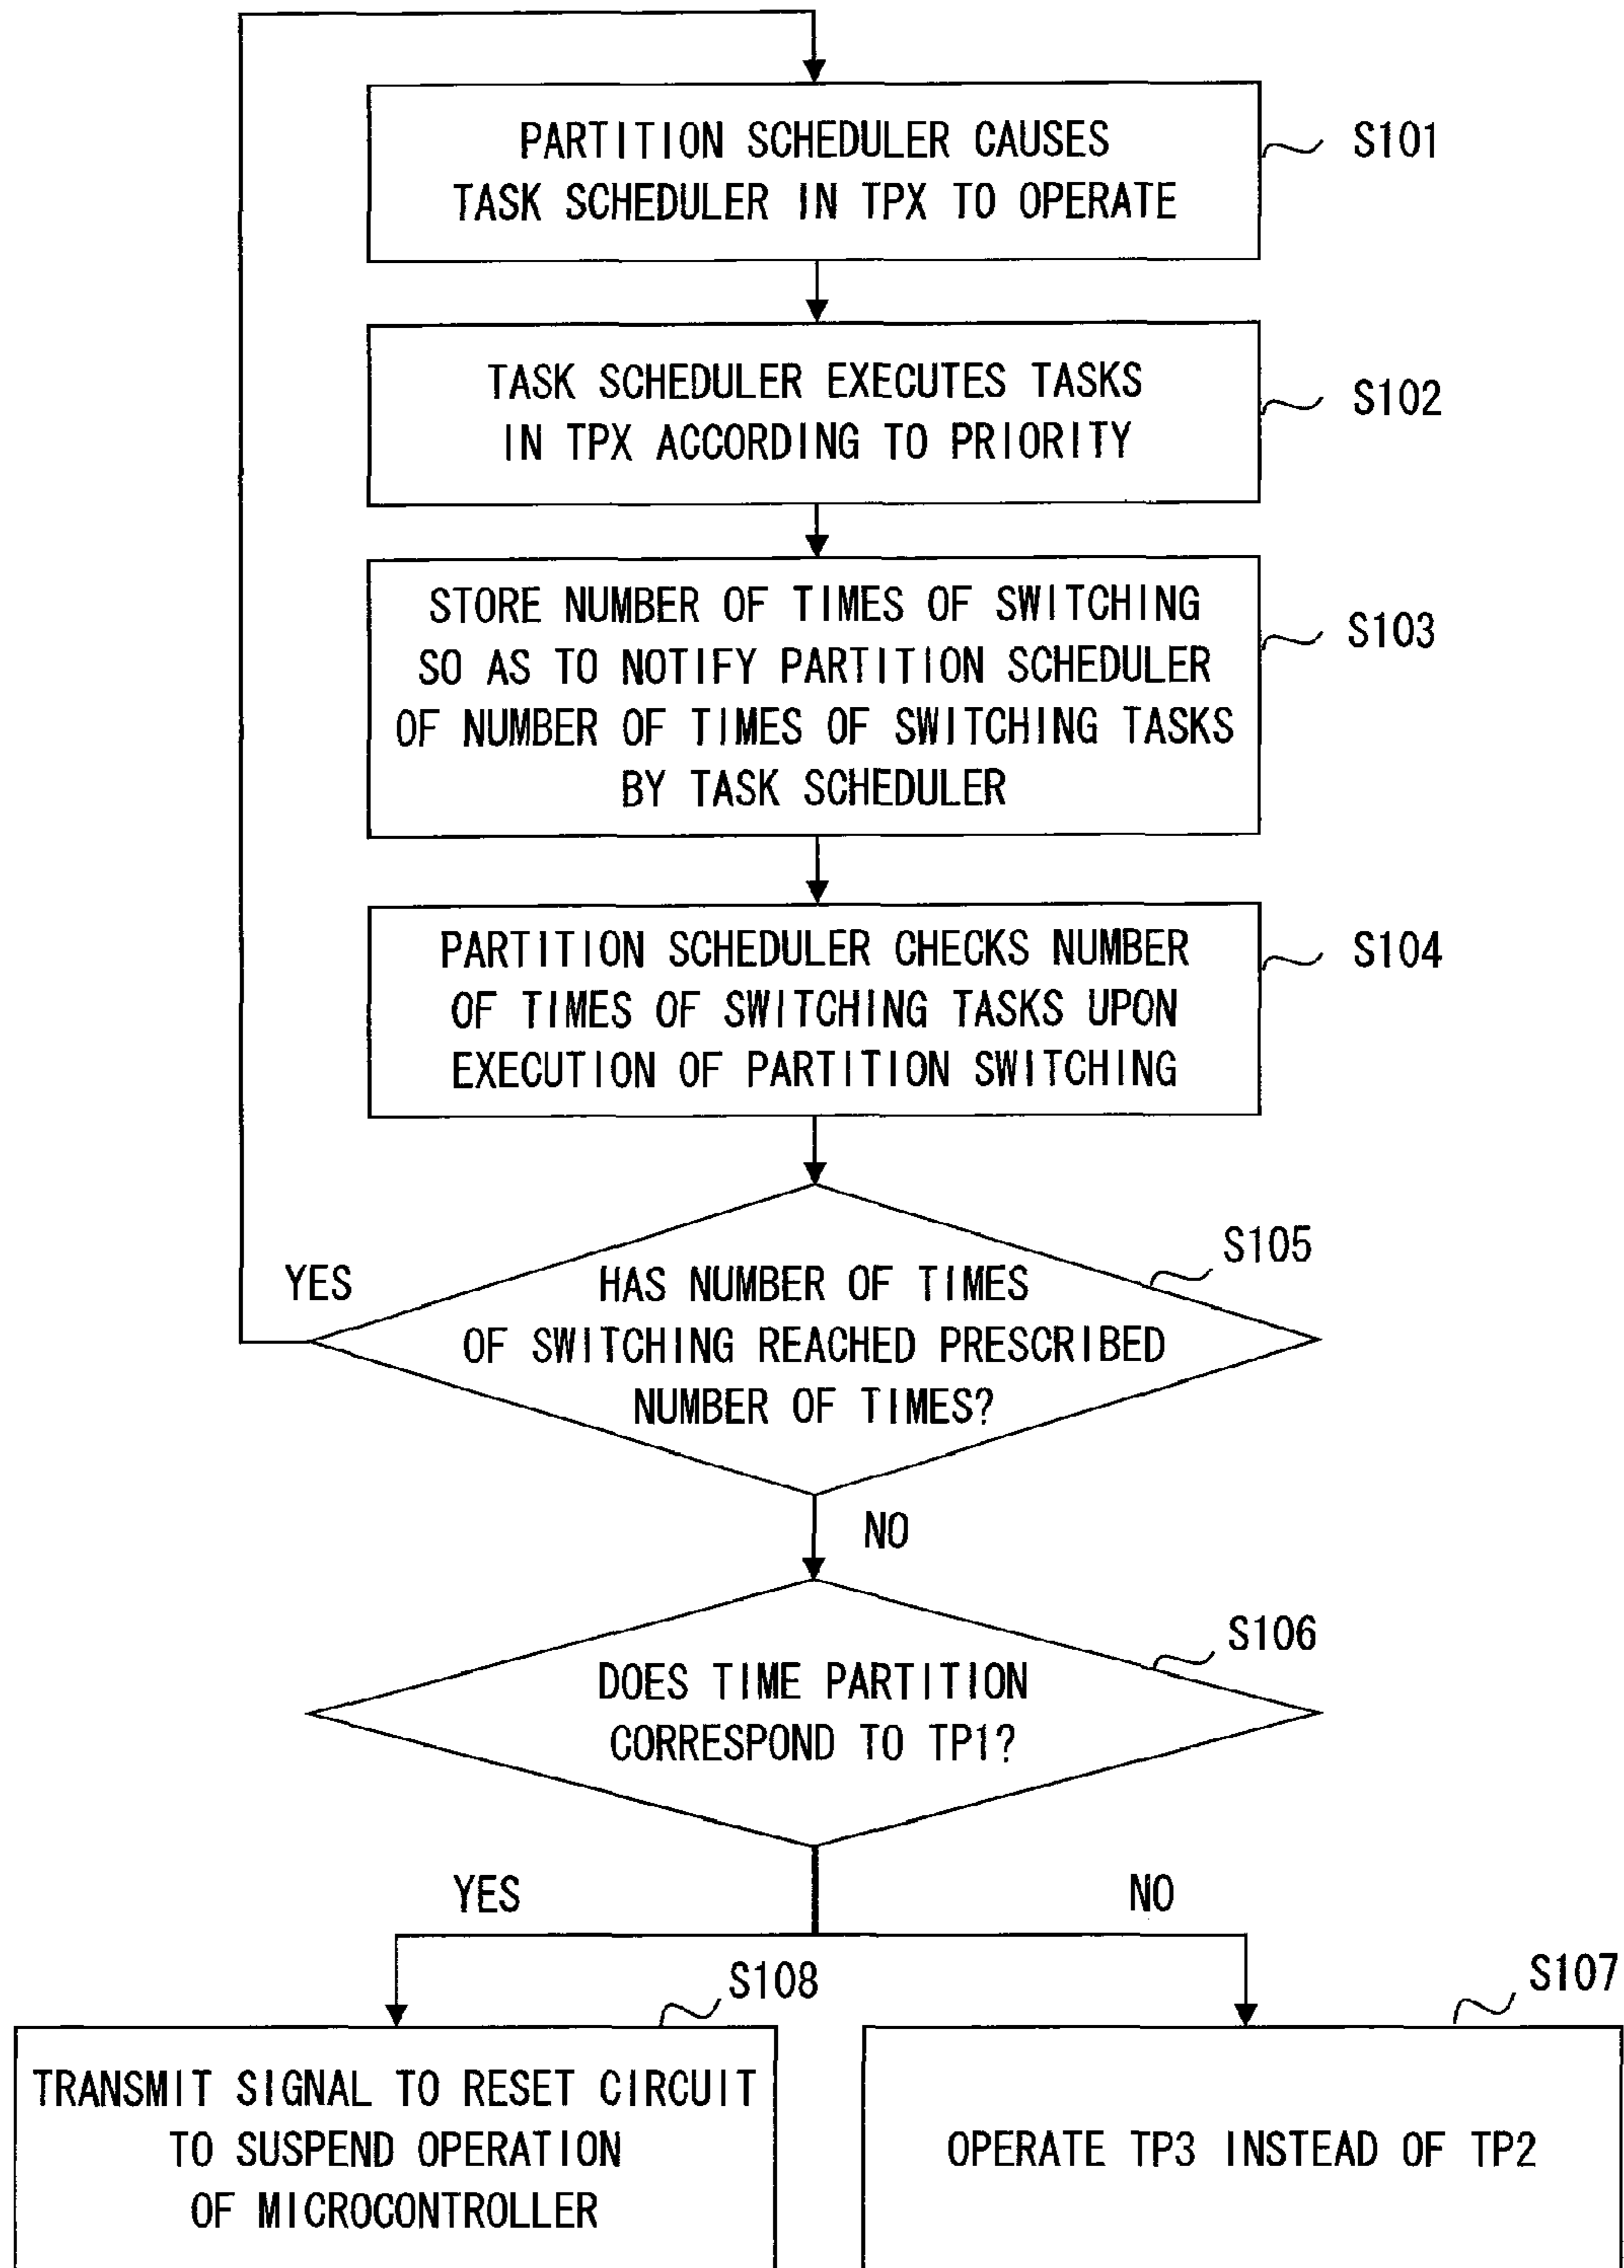 PARTITION SCHEDULER CAUSES
TASK SCHEDULER IN TPX TO OPERATE
S101
TASK SCHEDULER EXECUTES TASKS
IN TPX ACCORDING TO PRIORITY
S102
STORE NUMBER OF TIMES OF SWITCHING
SO AS TO NOTIFY PARTITION SCHEDULER
OF NUMBER OF TIMES OF SWITCHING TASKS
BY TASK SCHEDULER
S103
PARTITION SCHEDULER CHECKS NUMBER
OF TIMES OF SWITCHING TASKS UPON
EXECUTION OF PARTITION SWITCHING
S104
S105
YES
HAS NUMBER OF TIMES
OF SWITCHING REACHED PRESCRIBED
NUMBER OF TIMES?
NO
S106
DOES TIME PARTITION
CORRESPOND TO TP1?
YES
NO
S108
S107
TRANSMIT SIGNAL TO RESET CIRCUIT
TO SUSPEND OPERATION
OF MICROCONTROLLER
OPERATE TP3 INSTEAD OF TP2